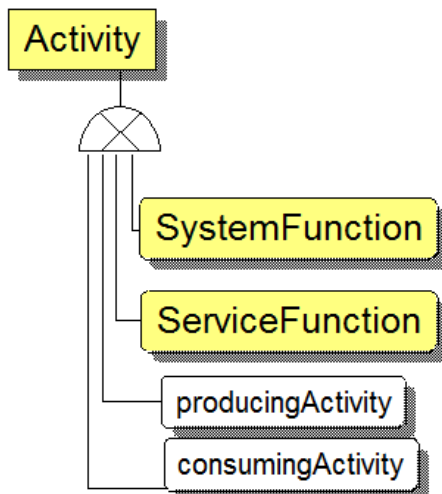 Activity
SystemFunction
ServiceFunction
producingActivity
consumingActivity